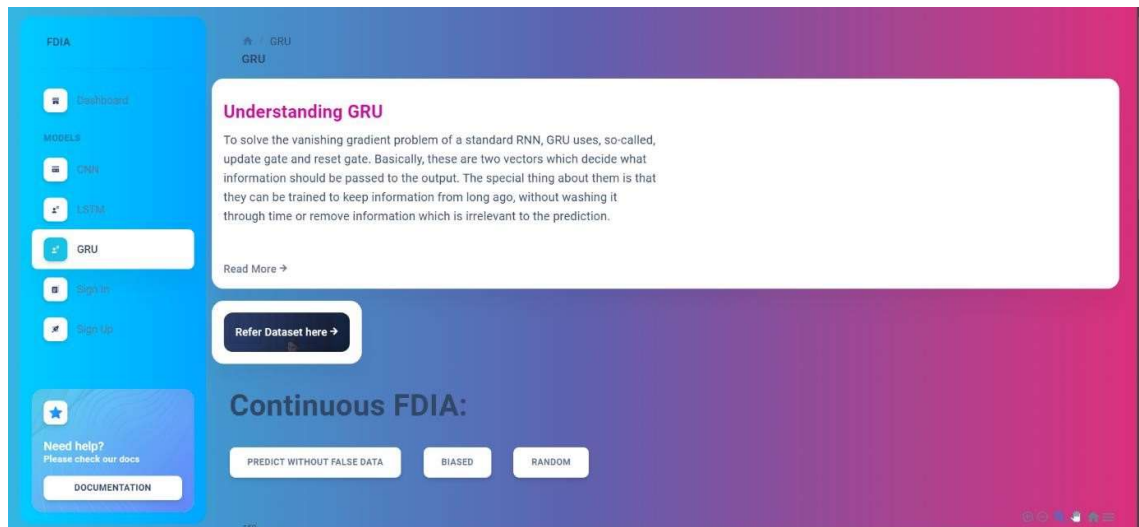 FDIA
Dashboard
MODELS
CNN
LSTM
GRU
Sign In
Sign Up
Need help?
Please check our docs
DOCUMENTATION
/ GRU
GRU
Understanding GRU
To solve the vanishing gradient problem of a standard RNN, GRU uses, so-called,
update gate and reset gate. Basically, these are two vectors which decide what
information should be passed to the output. The special thing about them is that
they can be trained to keep information from long ago, without washing it
through time or remove information which is irrelevant to the prediction.
Read More →
Refer Dataset here →
Continuous FDIA:
PREDICT WITHOUT FALSE DATA
BIASED
RANDOM